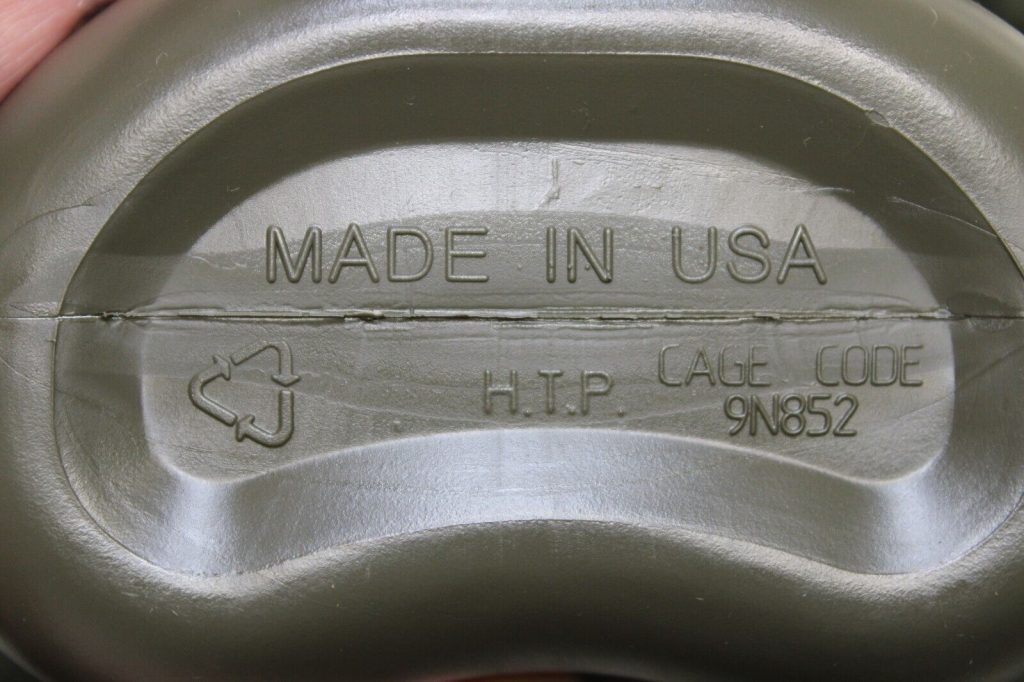 MADE IN USA
H.T.P.
CAGE CODE
9N852